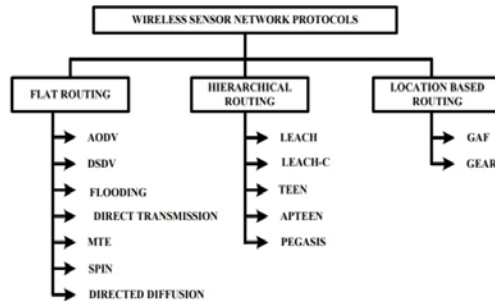 WIRELESS SENSOR NETWORK PROTOCOLS
FLAT ROUTING
AODV
DSDV
FLOODING
DIRECT TRANSMISSION
MTE
SPIN
DIRECTED DIFFUSION
HIERARCHICAL
ROUTING
LEACH
LEACH-C
TEEN
APTEEN
PEGASIS
LOCATION BASED
ROUTING
GAF
GEAR